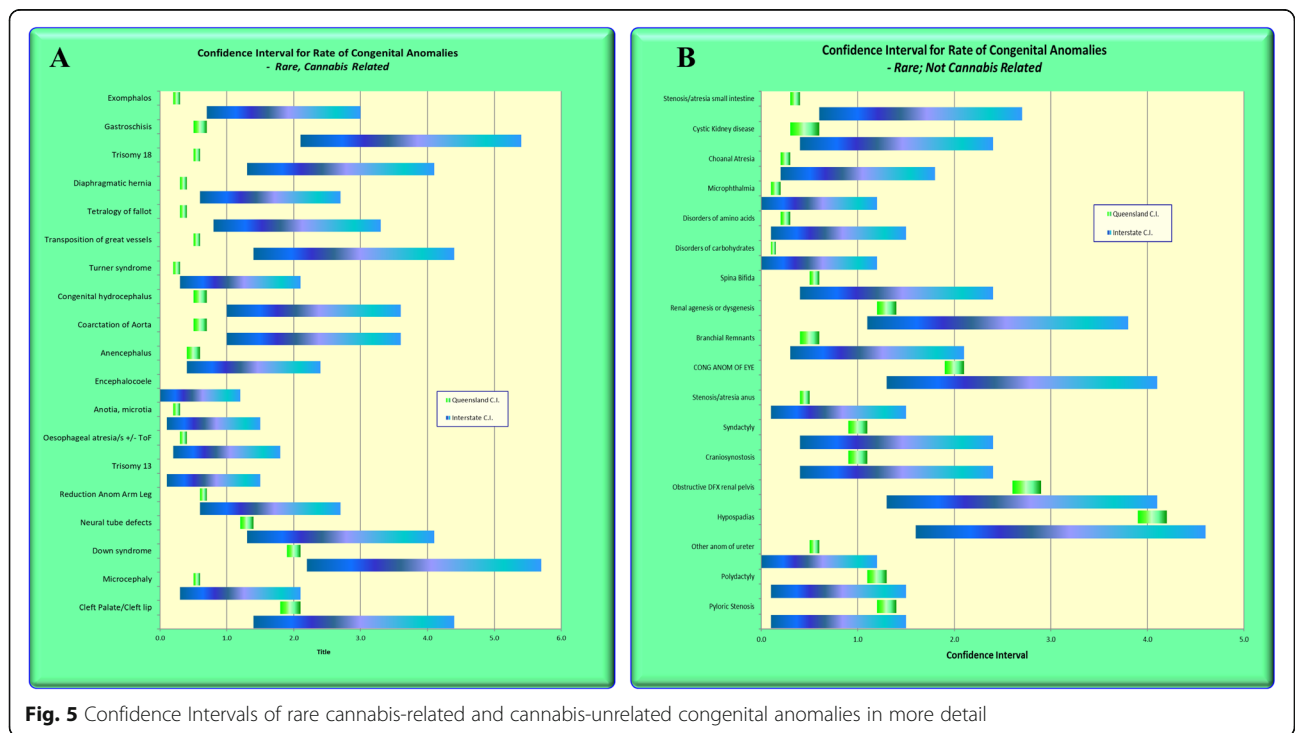 A
Confidence Interval for Rate of Congenital Anomalies
- Rare, Cannabis Related
Exomphalos
Gastroschisis
Trisomy 18
Diaphragmatic hernia
Tetralogy of fallot
Transposition of great vessels
Turner syndrome
Congenital hydrocephalus
Coarctation of Aorta
Anencephalus
Encephalocoele
Anotia, microtia
Oesophageal atresia/s +/- ToF
Trisomy 13
Reduction Anom Arm Leg
Neural tube defects
Down syndrome
Microcephaly
Cleft Palate/Cleft lip
Queensland C.I.
Interstate C.I.
0.0 1.0 2.0 3.0 4.0 5.0 6.0
Title
B
Confidence Interval for Rate of Congenital Anomalies
- Rare; Not Cannabis Related
Stenosis/atresia small intestine
Cystic Kidney disease
Choanal Atresia
Microphthalmia
Disorders of amino acids
Disorders of carbohydrates
Spina Bifida
Renal agenesis or dysgenesis
Branchial Remnants
CONG ANOM OF EYE
Stenosis/atresia anus
Syndactyly
Craniosynostosis
Obstructive DFX renal pelvis
Hypospadias
Other anom of ureter
Polydactyly
Pyloric Stenosis
Queensland C.I.
Interstate C.I.
0.0 1.0 2.0 3.0 4.0 5.0
Confidence Interval
Fig. 5 Confidence Intervals of rare cannabis-related and cannabis-unrelated congenital anomalies in more detail